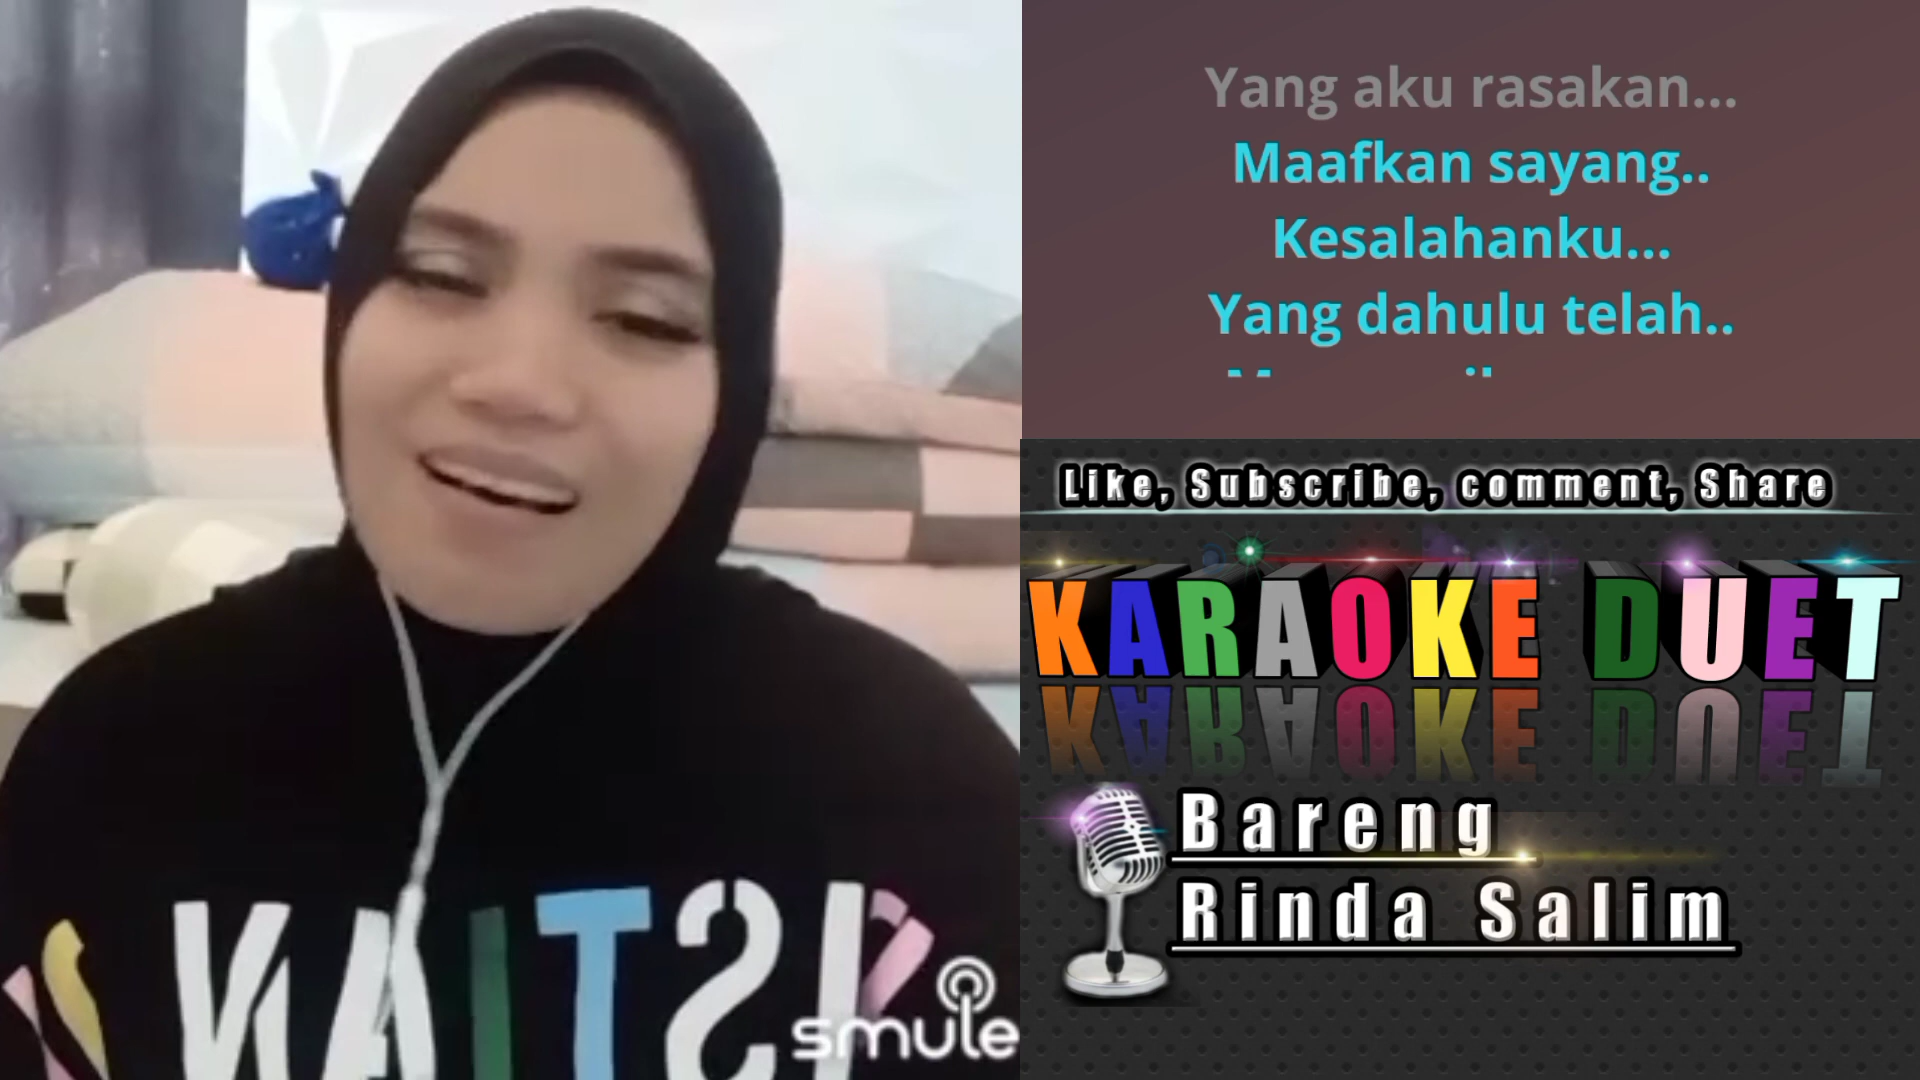 Yang aku rasakan...
Maafkan sayang..
Kesalahanku...
Yang dahulu telah..
Like, Subscribe, comment, Share
KARAOKE DUET
Bareng
Rinda Salim
smule